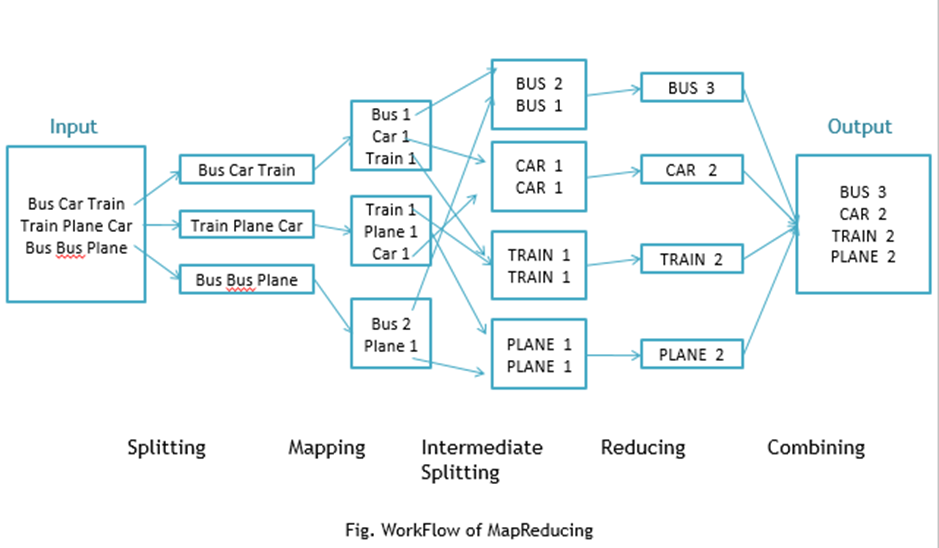 Input
Bus Car Train
Train Plane Car
Bus Bus Plane
Bus Car Train
Train Plane Car
Bus Bus Plane
Bus 1
Car 1
Train 1
Train 1
Plane 1
Car 1
Bus 2
Plane 1
BUS 2
BUS 1
CAR 1
CAR 1
TRAIN 1
TRAIN 1
PLANE 1
PLANE 1
BUS 3
CAR 2
TRAIN 2
PLANE 2
Output
BUS 3
CAR 2
TRAIN 2
PLANE 2
Splitting
Mapping
Intermediate
Splitting
Reducing
Combining
Fig. WorkFlow of MapReducing